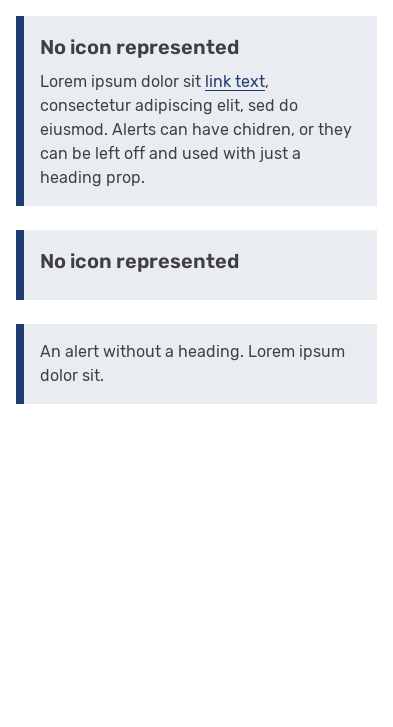 No icon represented
Lorem ipsum dolor sit link text,
consectetur adipiscing elit, sed do
eiusmod. Alerts can have chidren, or they
can be left off and used with just a
heading prop.
No icon represented
An alert without a heading. Lorem ipsum
dolor sit.